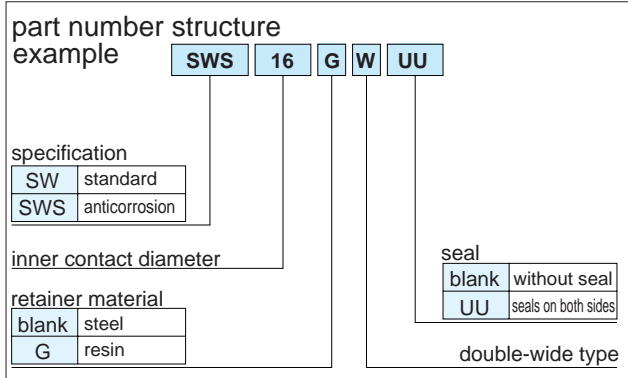 part number structure
example
SWS 16 G W UU
specification
SW standard
SWS anticorrosion
inner contact diameter
retainer material
blank steel
G resin
seal
blank without seal
UU seals on both sides
double-wide type